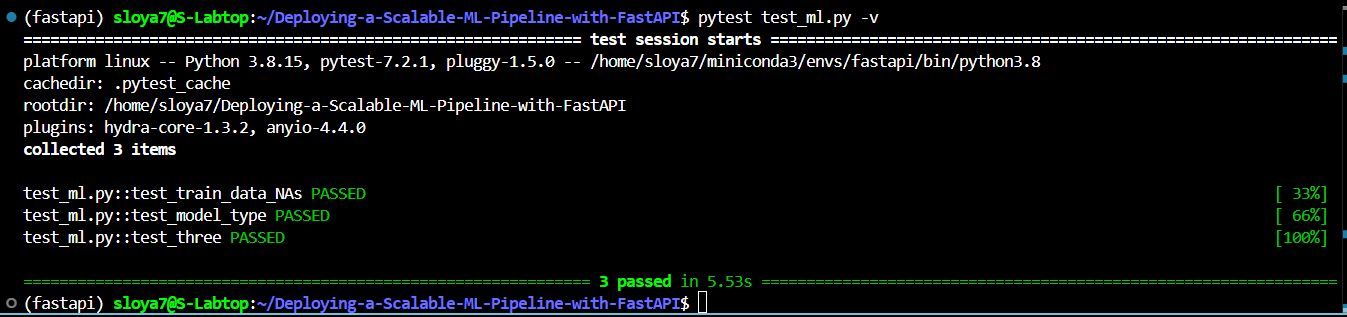 (fastapi) sloya7@S-Labtop:~/Deploying-a-Scalable-ML-Pipeline-with-FastAPI$ pytest test_ml.py -v
============================================================== test session starts ===============================================================
platform linux -- Python 3.8.15, pytest-7.2.1, pluggy-1.5.0 -- /home/sloya7/miniconda3/envs/fastapi/bin/python3.8
cachedir: .pytest_cache
rootdir: /home/sloya7/Deploying-a-Scalable-ML-Pipeline-with-FastAPI
plugins: hydra-core-1.3.2, anyio-4.4.0
collected 3 items
test_ml.py::test_train_data_NAs PASSED [ 33%]
test_ml.py::test_model_type PASSED [ 66%]
test_ml.py::test_three PASSED [100%]
=============================================================== 3 passed in 5.53s ================================================================
(fastapi) sloya7@S-Labtop:~/Deploying-a-Scalable-ML-Pipeline-with-FastAPI$